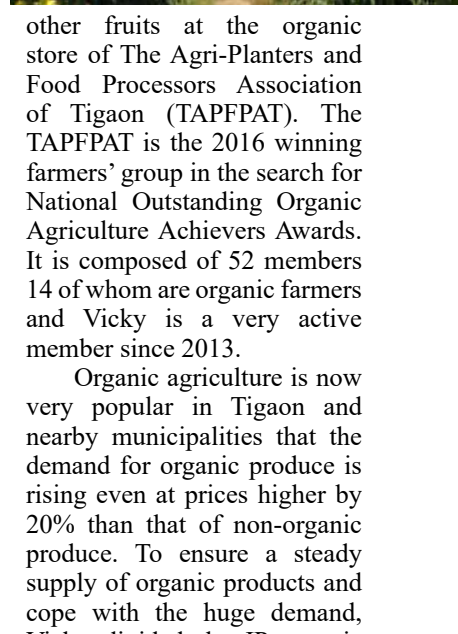 other fruits at the organic
store of The Agri-Planters and
Food Processors Association
of Tigaon (TAPFPAT). The
TAPFPAT is the 2016 winning
farmers’ group in the search for
National Outstanding Organic
Agriculture Achievers Awards.
It is composed of 52 members
14 of whom are organic farmers
and Vicky is a very active
member since 2013.
Organic agriculture is now
very popular in Tigaon and
nearby municipalities that the
demand for organic produce is
rising even at prices higher by
20% than that of non-organic
produce. To ensure a steady
supply of organic products and
cope with the huge demand,